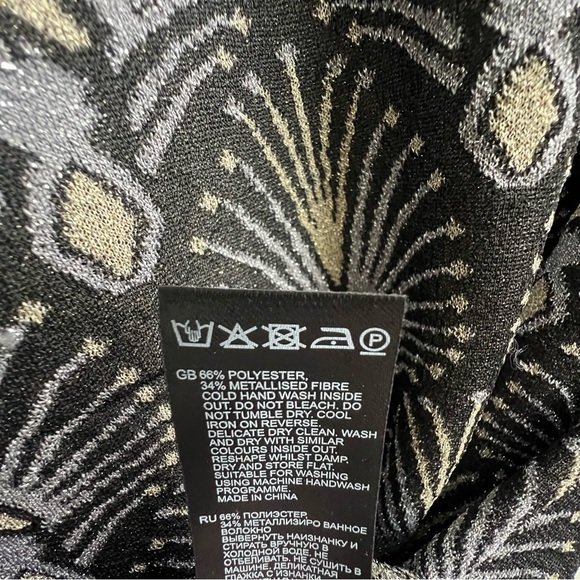 P
GB 66% POLYESTER,
34% METALLISED FIBRE
COLD HAND WASH INSIDE
OUT. DO NOT BLEACH. DO
NOT TUMBLE DRY. COOL
IRON ON REVERSE.
DELICATE DRY CLEAN. WASH
AND DRY WITH SIMILAR
COLOURS INSIDE OUT.
RESHAPE WHILST DAMP.
DRY AND STORE FLAT.
SUITABLE FOR WASHING
USING MACHINE HANDWASH
PROGRAMME.
MADE IN CHINA
RU 66% ПОЛИЭСТЕР,
34% МЕТАЛЛИЗИРО ВАННОЕ
ВОЛОКНО
ВЫВЕРНУТЬ НАИЗНАНКУ И
СТИРАТЬ ВРУЧНУЮ В
ХОЛОДНОЙ ВОДЕ. НЕ
ОТБЕЛИВАТЬ. НЕ СУШИТЬ В
МАШИНЕ. ДЕЛИКАТНАЯ
ГЛАЖКА С ИЗНАНКИ